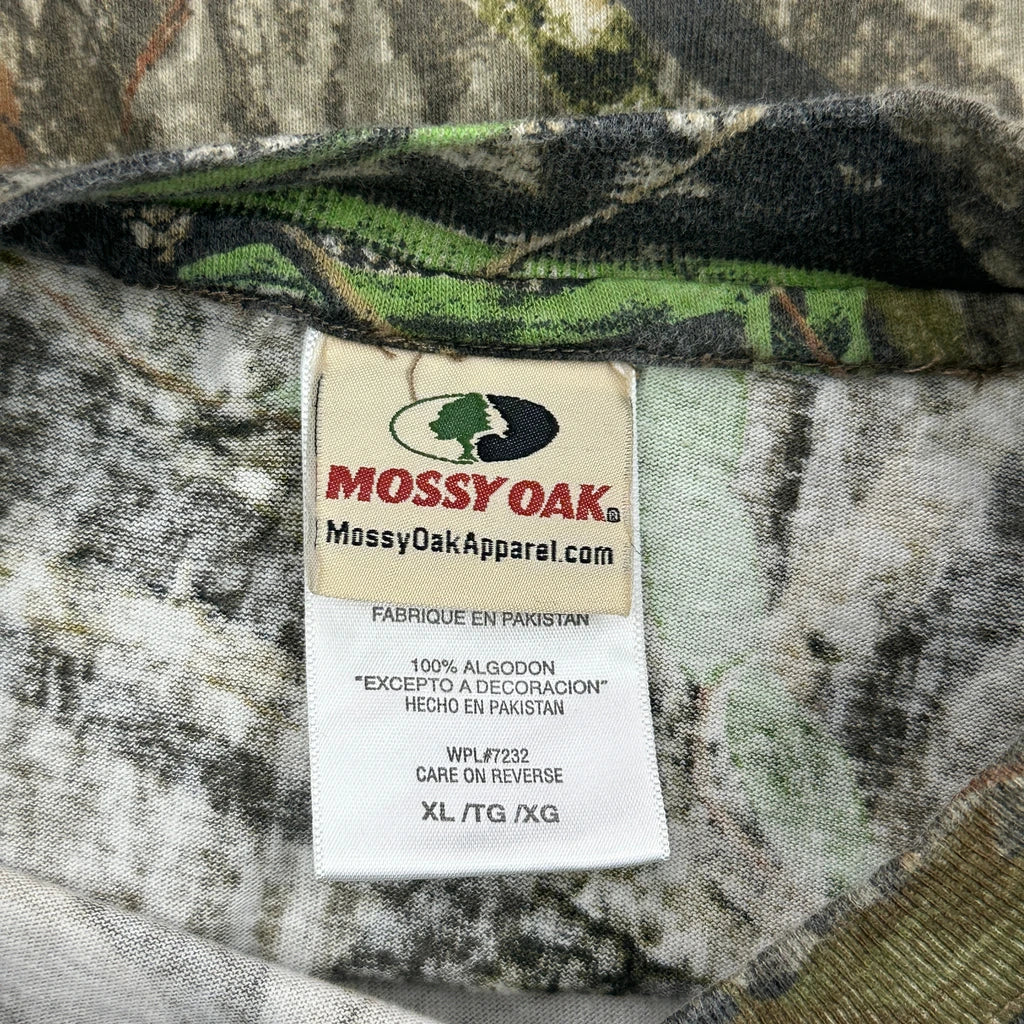 MOSSY OAK®
MossyOakApparel.com
FABRIQUE EN PAKISTAN
100% ALGODON
"EXCEPTO A DECORACION"
HECHO EN PAKISTAN
WPL#7232
CARE ON REVERSE
XL /TG /XG